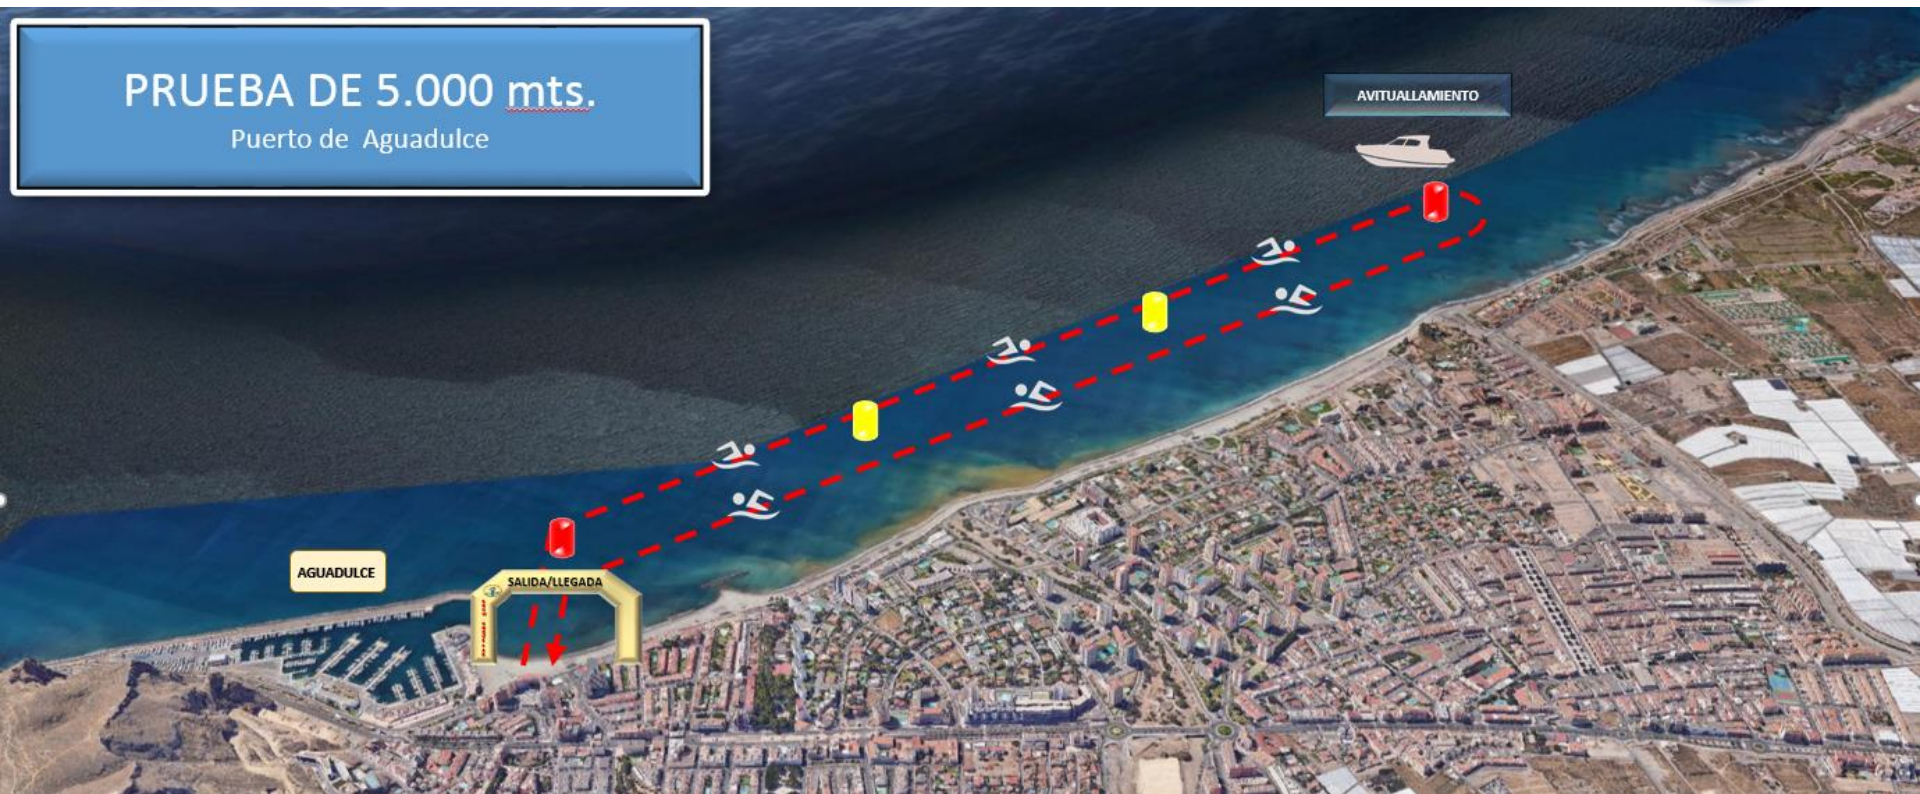 PRUEBA DE 5.000 mts.
Puerto de Aguadulce
AVITUALLAMIENTO
AGUADULCE
SALIDA/LLEGADA